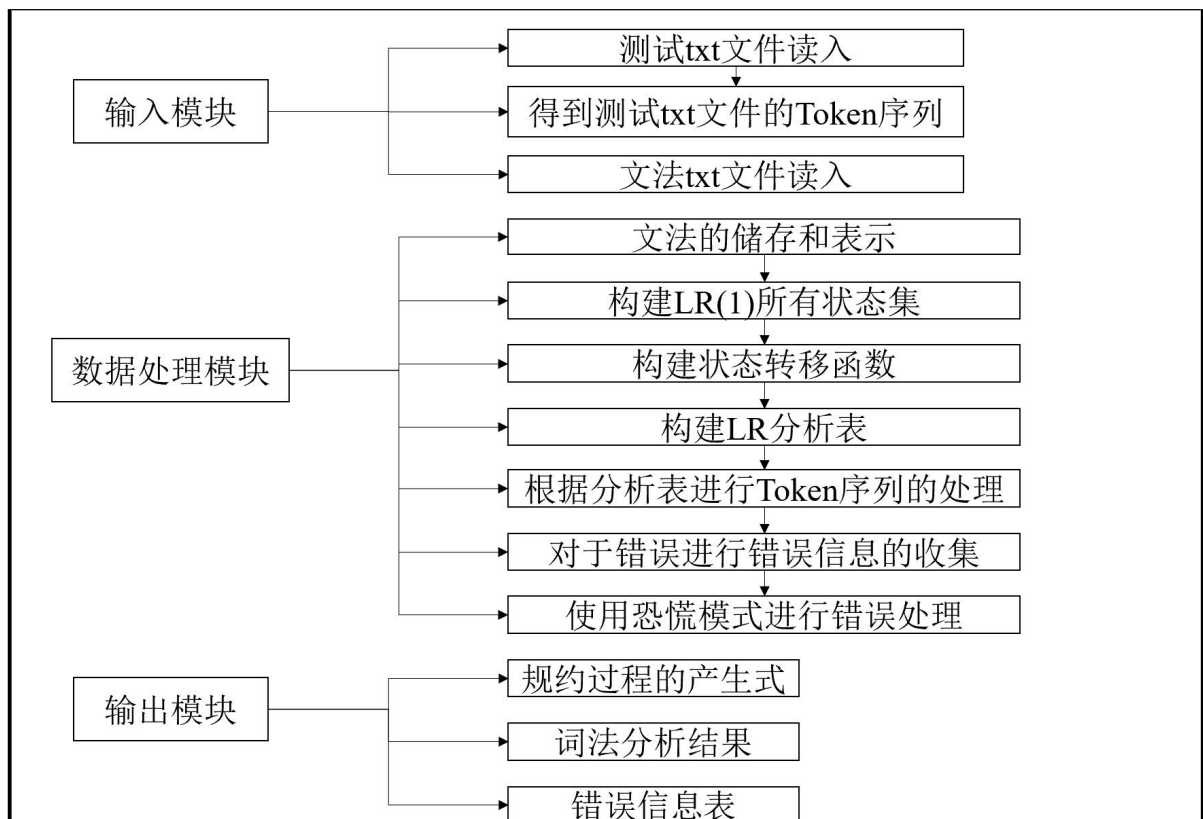 输入模块
测试txt文件读入
得到测试txt文件的Token序列
文法txt文件读入
数据处理模块
文法的储存和表示
构建LR(1)所有状态集
构建状态转移函数
构建LR分析表
根据分析表进行Token序列的处理
对于错误进行错误信息的收集
使用恐慌模式进行错误处理
输出模块
规约过程的产生式
词法分析结果
错误信息表